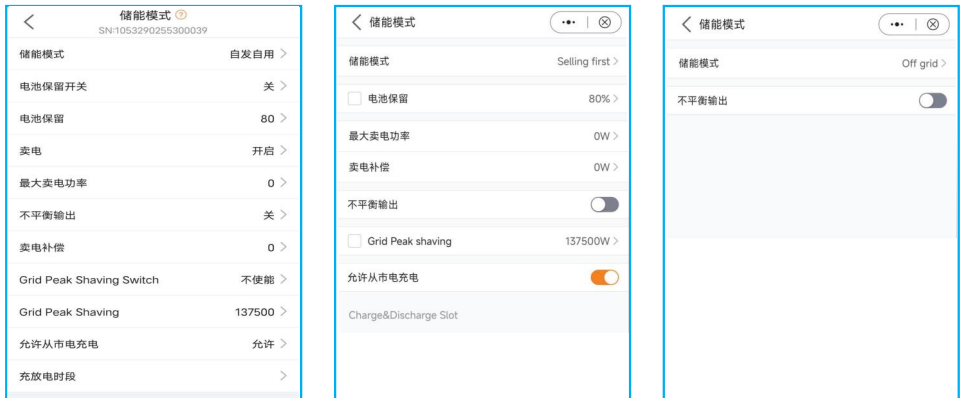 储能模式
SN:1053290255300039
储能模式 自发自用
电池保留开关 关
电池保留 80
卖电 开启
最大卖电功率 0
不平衡输出 关
卖电补偿 0
Grid Peak Shaving Switch 不使能
Grid Peak Shaving 137500
允许从市电充电 允许
充放电时段
储能模式
储能模式 Selling first
电池保留 80%
最大卖电功率 0W
卖电补偿 0W
不平衡输出
Grid Peak shaving 137500W
允许从市电充电
Charge&Discharge Slot
储能模式
储能模式 Off grid
不平衡输出